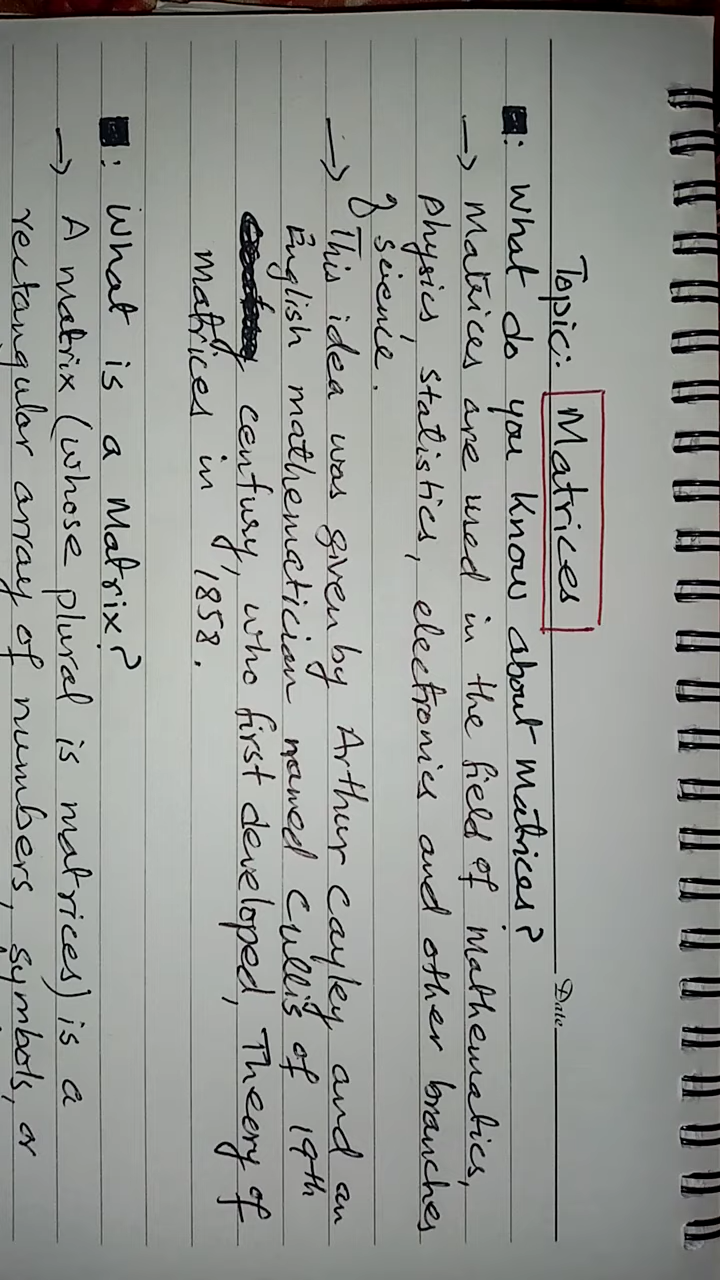 Topic: Matrices
Date
: What do you know about matrices?
→ Matrices are used in the field of Mathematics,
Physics, statistics, electronics and other branches
of science.
→ This idea was given by Arthur Cayley and an
English mathematician named Cullis of 19th
century, who first developed, Theory of
Matrices in 1858.
: What is a Matrix?
→ A matrix (whose plural is matrices) is a
rectangular array of numbers, symbols, or